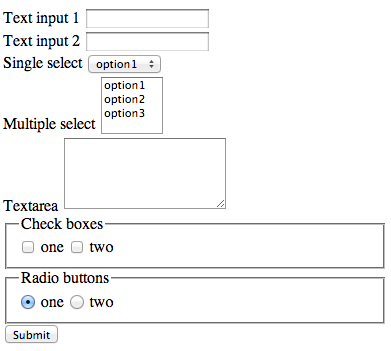 Text input 1
Text input 2
Single select option1
option1
option2
option3
Multiple select
Textarea
Check boxes
one two
Radio buttons
one two
Submit